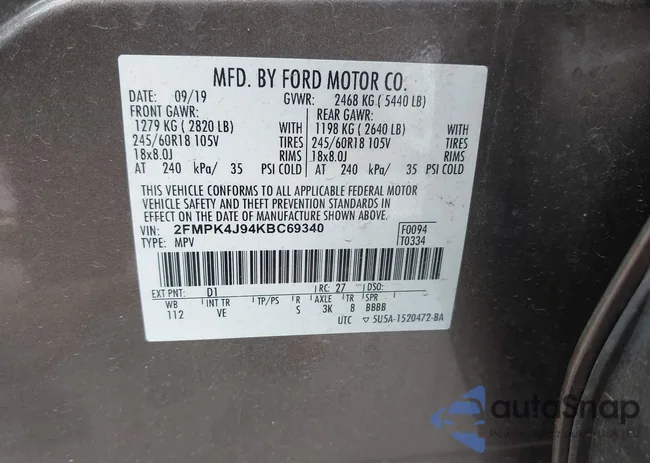 MFD. BY FORD MOTOR CO.
DATE: 09/19 GVWR: 2468 KG ( 5440 LB)
FRONT GAWR: REAR GAWR:
1279 KG ( 2820 LB) WITH 1198 KG ( 2640 LB) WITH
245/60R18 105V TIRES 245/60R18 105V TIRES
18x8.0J RIMS 18x8.0J RIMS
AT 240 kPa/ 35 PSI COLD AT 240 kPa/ 35 PSI COLD
THIS VEHICLE CONFORMS TO ALL APPLICABLE FEDERAL MOTOR
VEHICLE SAFETY AND THEFT PREVENTION STANDARDS IN
EFFECT ON THE DATE OF MANUFACTURE SHOWN ABOVE.
VIN: 2FMPK4J94KBC69340 F0094
TYPE: MPV T0334
EXT PNT: D1 RC: 27 DSO:
WB INT TR TP/PS R AXLE TR SPR
112 VE S 3K 8 BBBB
UTC ▽ 5U5A-1520472-BA
autoSnap